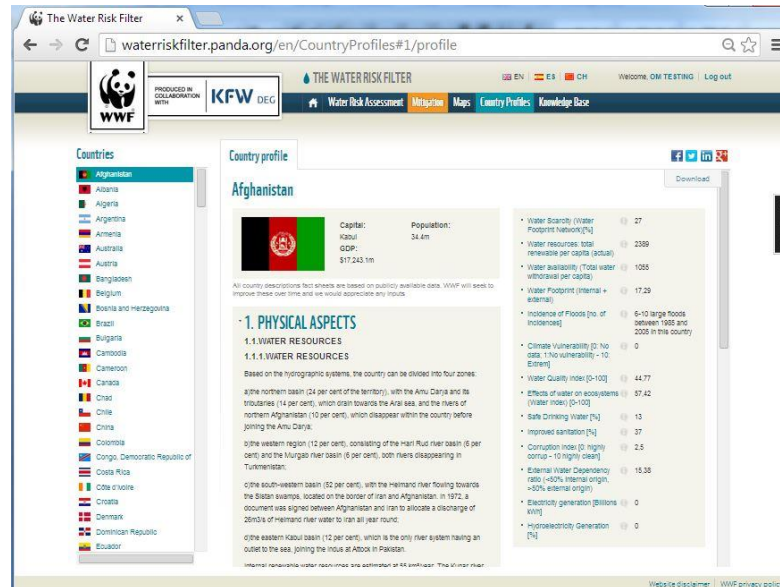 The Water Risk Filter
waterriskfilter.panda.org/en/CountryProfiles#1/profile
WWF
PRODUCED IN
COLLABORATION
WITH
KFW DEG
THE WATER RISK FILTER
EN
ES
CH
Welcome, OM TESTING
Log out
Water Risk Assessment
Mitigation
Maps
Country Profiles
Knowledge Base
Countries
Afghanistan
Albania
Algeria
Argentina
Armenia
Australia
Austria
Bangladesh
Belgium
Bosnia and Herzegovina
Brazil
Bulgaria
Cambodia
Cameroon
Canada
Chad
Chile
China
Colombia
Congo, Democratic Republic of
Costa Rica
Côte d'Ivoire
Croatia
Denmark
Dominican Republic
Ecuador
Country profile
Download
Afghanistan
Capital:
Kabul
Population:
34.4m
GDP:
$17,243.1m
All country descriptions fact sheets are based on publicly available data. WWF will seek to
improve these over time and we would appreciate any inputs
- 1. PHYSICAL ASPECTS
1.1.WATER RESOURCES
1.1.1.WATER RESOURCES
Based on the hydrographic systems, the country can be divided into four zones:
a)the northern basin (24 per cent of the territory), with the Amu Darya and its
tributaries (14 per cent), which drain towards the Aral sea, and the rivers of
northern Afghanistan (10 per cent), which disappear within the country before
joining the Amu Darya;
b)the western region (12 per cent), consisting of the Hari Rud river basin (6 per
cent) and the Murgab river basin (6 per cent), both rivers disappearing in
Turkmenistan;
c)the south-western basin (52 per cent), with the Helmand river flowing towards
the Sistan swamps, located on the border of Iran and Afghanistan. In 1972, a
document was signed between Afghanistan and Iran to allocate a discharge of
26m3/s of Helmand river water to Iran all year round;
d)the eastern Kabul basin (12 per cent), which is the only river system having an
outlet to the sea, joining the Indus at Attock in Pakistan.
Internal renewable water resources are estimated at 55 km³/year. The Kunar river,
• Water Scarcity (Water
Footprint Network)[%]
27
• Water resources: total
renewable per capita (actual)
2389
• Water availability (Total water
withdrawal per capita)
1055
• Water Footprint (Internal +
external)
17,29
• Incidence of Floods [no. of
incidences]
6-10 large floods
between 1985 and
2005 in this country
• Climate Vulnerability [0: No
data; 1:No vulnerability - 10:
Extrem]
0
• Water Quality index [0-100]
44,77
• Effects of water on ecosystems
(Water Index) [0-100]
57,42
• Safe Drinking Water [%]
13
• Improved sanitation [%]
37
• Corruption Index [0: highly
corrup - 10 highly clean]
2,5
• External Water Dependency
ratio (<50% internal origin,
>50% external origin)
15,38
• Electricity generation [Billions
kWh]
0
• Hydroelectricity Generation
[%]
0
Website disclaimer
WWF privacy polic